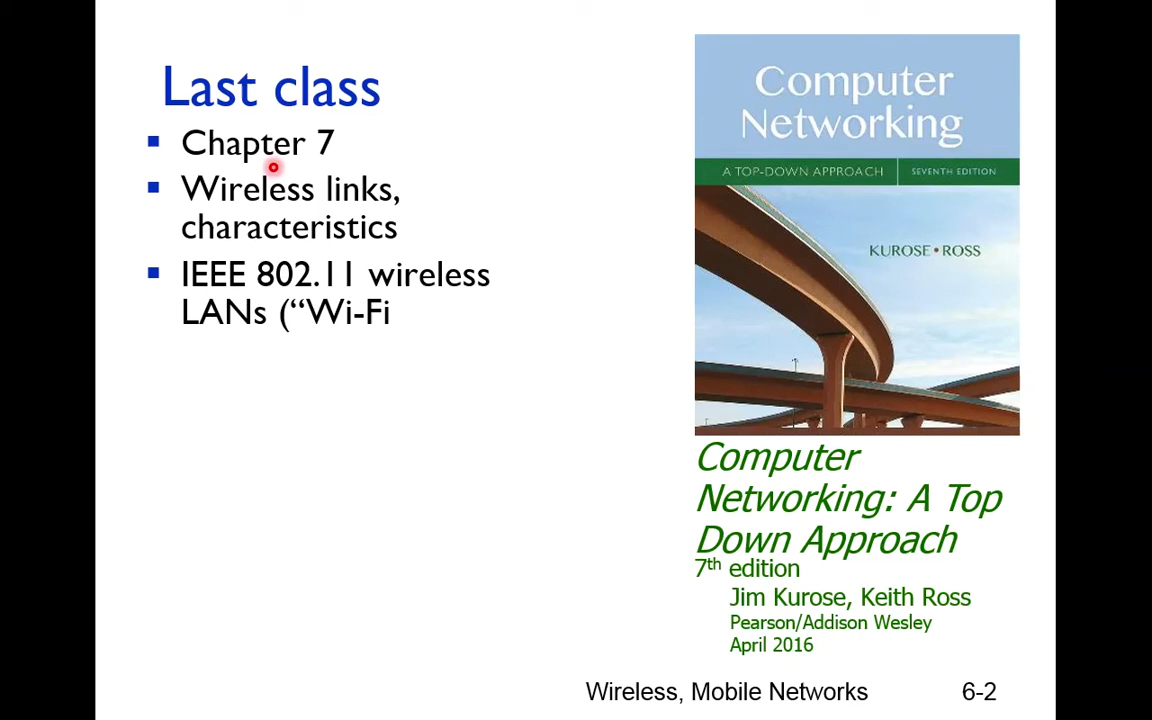 Last class
Chapter 7
Wireless links,
characteristics
IEEE 802.11 wireless
LANs (“Wi-Fi
Computer
Networking
A TOP-DOWN APPROACH
SEVENTH EDITION
KUROSE • ROSS
Computer
Networking: A Top
Down Approach
7th edition
Jim Kurose, Keith Ross
Pearson/Addison Wesley
April 2016
Wireless, Mobile Networks
6-2